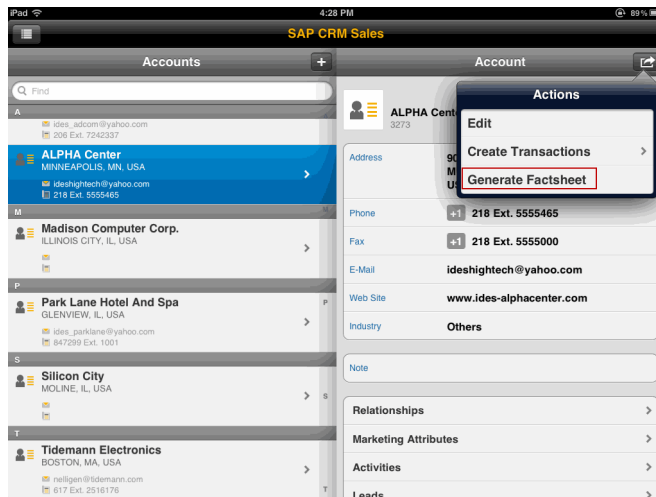 iPad
4:28 PM
89%
SAP CRM Sales
Accounts
+
Find
A
ides_adcom@yahoo.com
206 Ext. 7242337
ALPHA Center
MINNEAPOLIS, MN, USA
ideshightech@yahoo.com
218 Ext. 5555465
M
Madison Computer Corp.
ILLINOIS CITY, IL, USA
P
Park Lane Hotel And Spa
GLENVIEW, IL, USA
ides_parklane@yahoo.com
847299 Ext. 1001
S
Silicon City
MOLINE, IL, USA
T
Tidemann Electronics
BOSTON, MA, USA
nelligen@tidemann.com
617 Ext. 2516176
M
P
S
T
Account
ALPHA Cent
3273
Actions
Edit
Create Transactions
Generate Factsheet
Address
90
M
US
Phone
+1 218 Ext. 5555465
Fax
+1 218 Ext. 5555000
E-Mail
ideshightech@yahoo.com
Web Site
www.ides-alphacenter.com
Industry
Others
Note
Relationships
Marketing Attributes
Activities
Leads